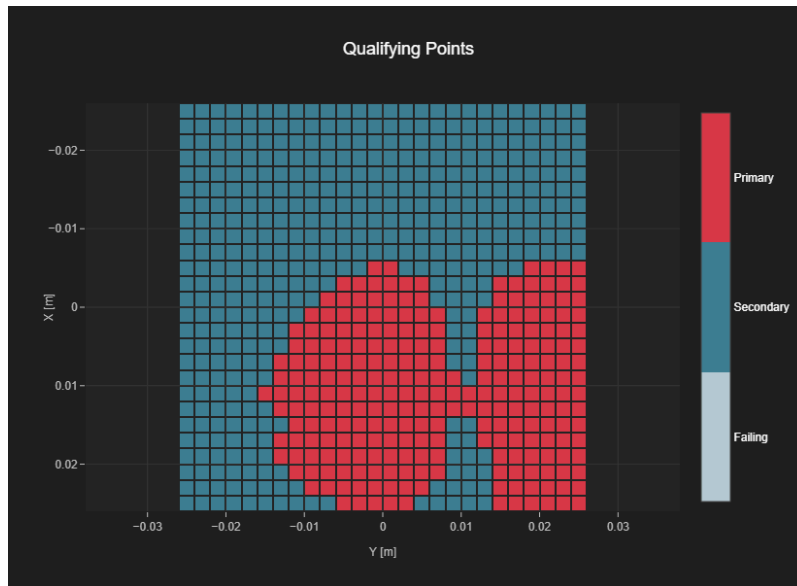 Qualifying Points
−0.02
−0.01
0
0.01
0.02
X [m]
−0.03
−0.02
−0.01
0
0.01
0.02
0.03
Y [m]
Primary
Secondary
Failing